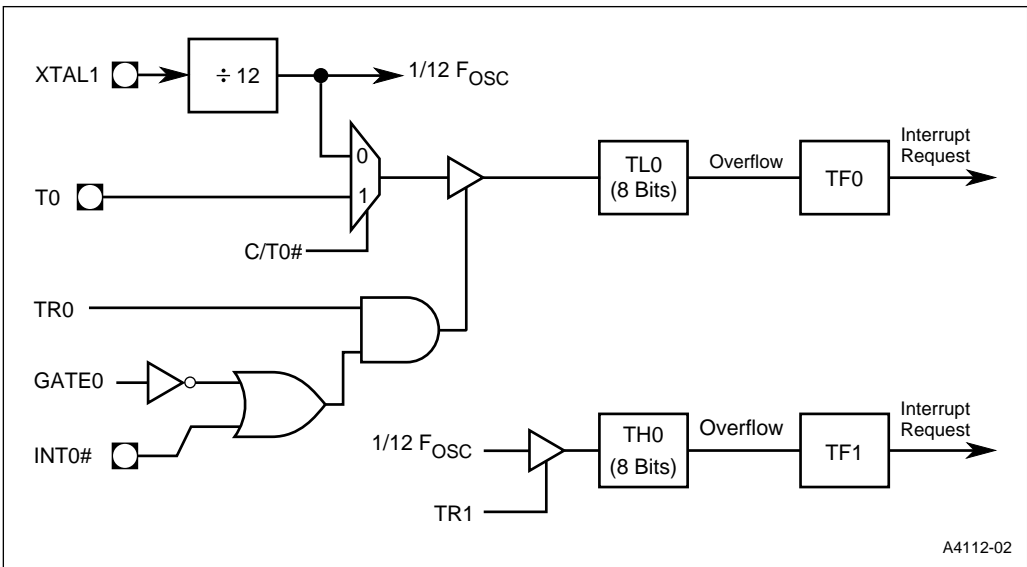 XTAL1
÷ 12
1/12 FOSC
0
1
T0
C/T0#
TL0
(8 Bits)
Overflow
TF0
Interrupt
Request
TR0
GATE0
INT0#
1/12 FOSC
TR1
TH0
(8 Bits)
Overflow
TF1
Interrupt
Request
A4112-02